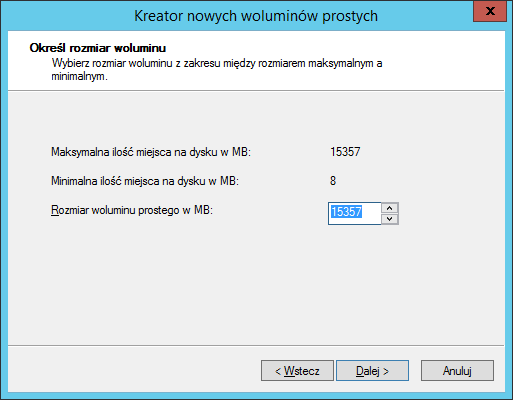 Kreator nowych woluminów prostych
X
Określ rozmiar woluminu
Wybierz rozmiar woluminu z zakresu między rozmiarem maksymalnym a
minimalnym.
Maksymalna ilość miejsca na dysku w MB: 15357
Minimalna ilość miejsca na dysku w MB: 8
Rozmiar woluminu prostego w MB: 15357
< Wstecz Dalej > Anuluj